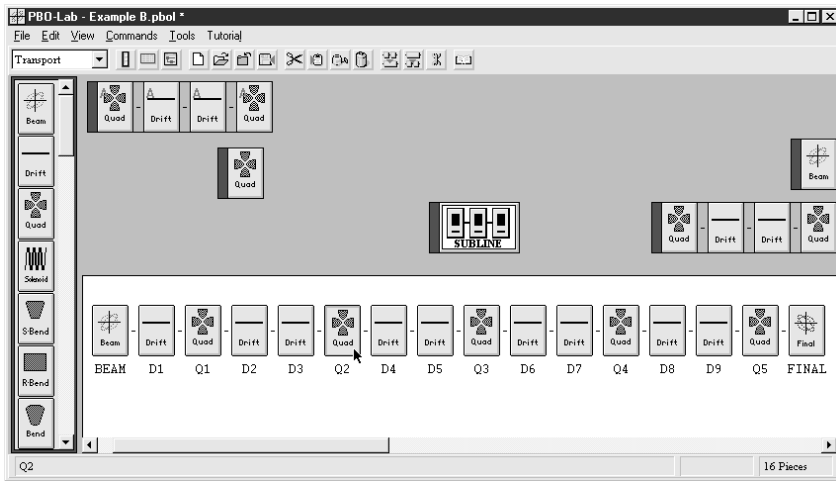 PBO-Lab - Example B.pbol *
File Edit View Commands Tools Tutorial
Transport
Beam
Drift
Quad
Solenoid
S-Bend
R-Bend
Bend
A Quad A Drift A Drift A Quad
Quad
SUBLINE
Beam
Quad Drift Drift Quad
Beam Drift Quad Drift Drift Quad Drift Drift Quad Drift Drift Quad Drift Drift Quad Final
BEAM D1 Q1 D2 D3 Q2 D4 D5 Q3 D6 D7 Q4 D8 D9 Q5 FINAL
Q2 16 Pieces